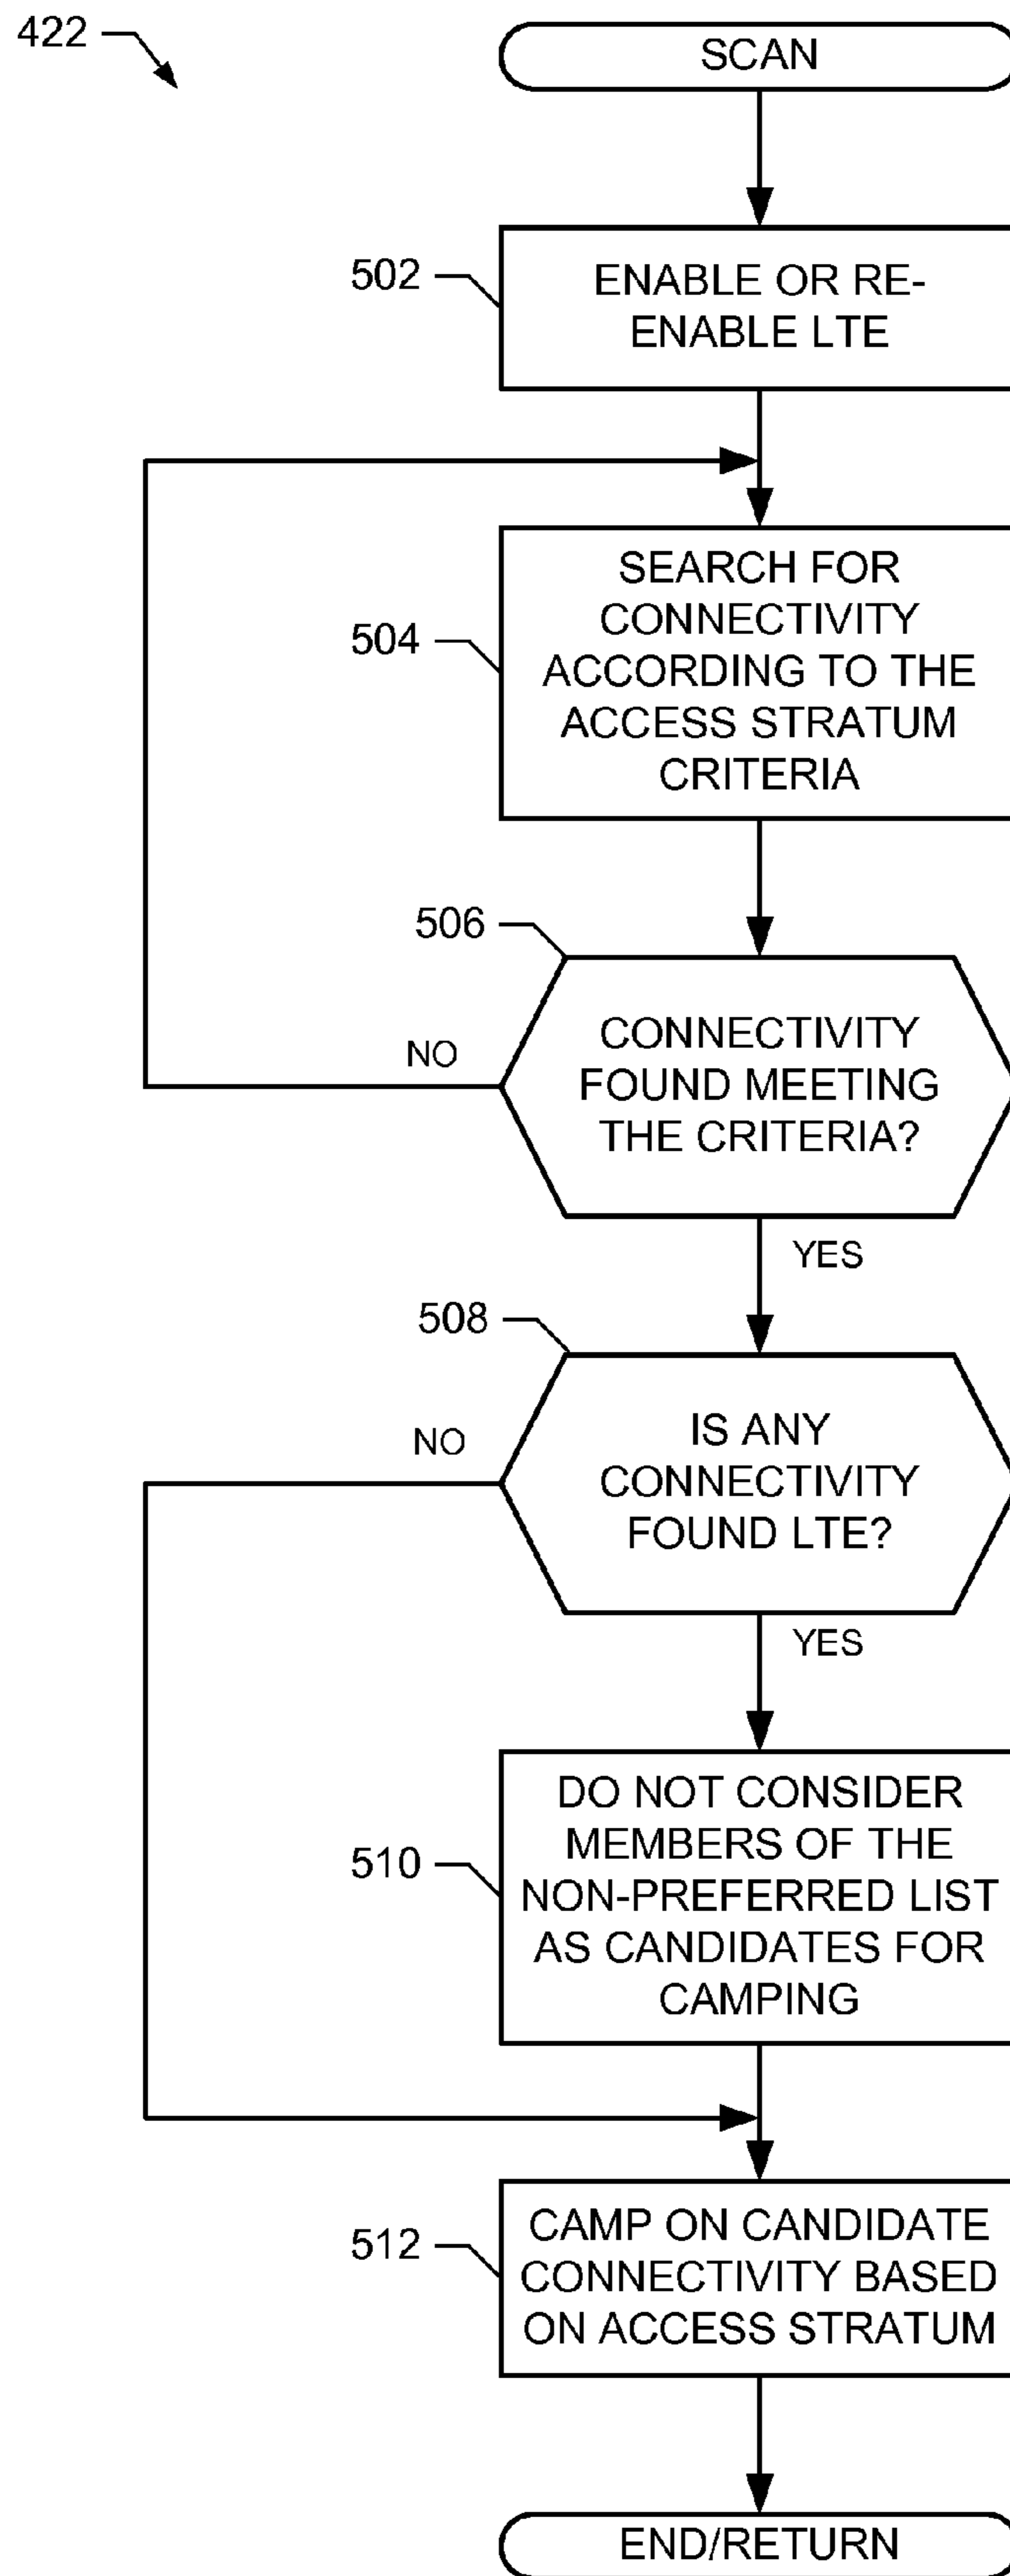 422
SCAN
502
ENABLE OR RE-
ENABLE LTE
504
SEARCH FOR
CONNECTIVITY
ACCORDING TO THE
ACCESS STRATUM
CRITERIA
506
CONNECTIVITY
FOUND MEETING
THE CRITERIA?
NO
YES
508
IS ANY
CONNECTIVITY
FOUND LTE?
NO
YES
510
DO NOT CONSIDER
MEMBERS OF THE
NON-PREFERRED LIST
AS CANDIDATES FOR
CAMPING
512
CAMP ON CANDIDATE
CONNECTIVITY BASED
ON ACCESS STRATUM
END/RETURN